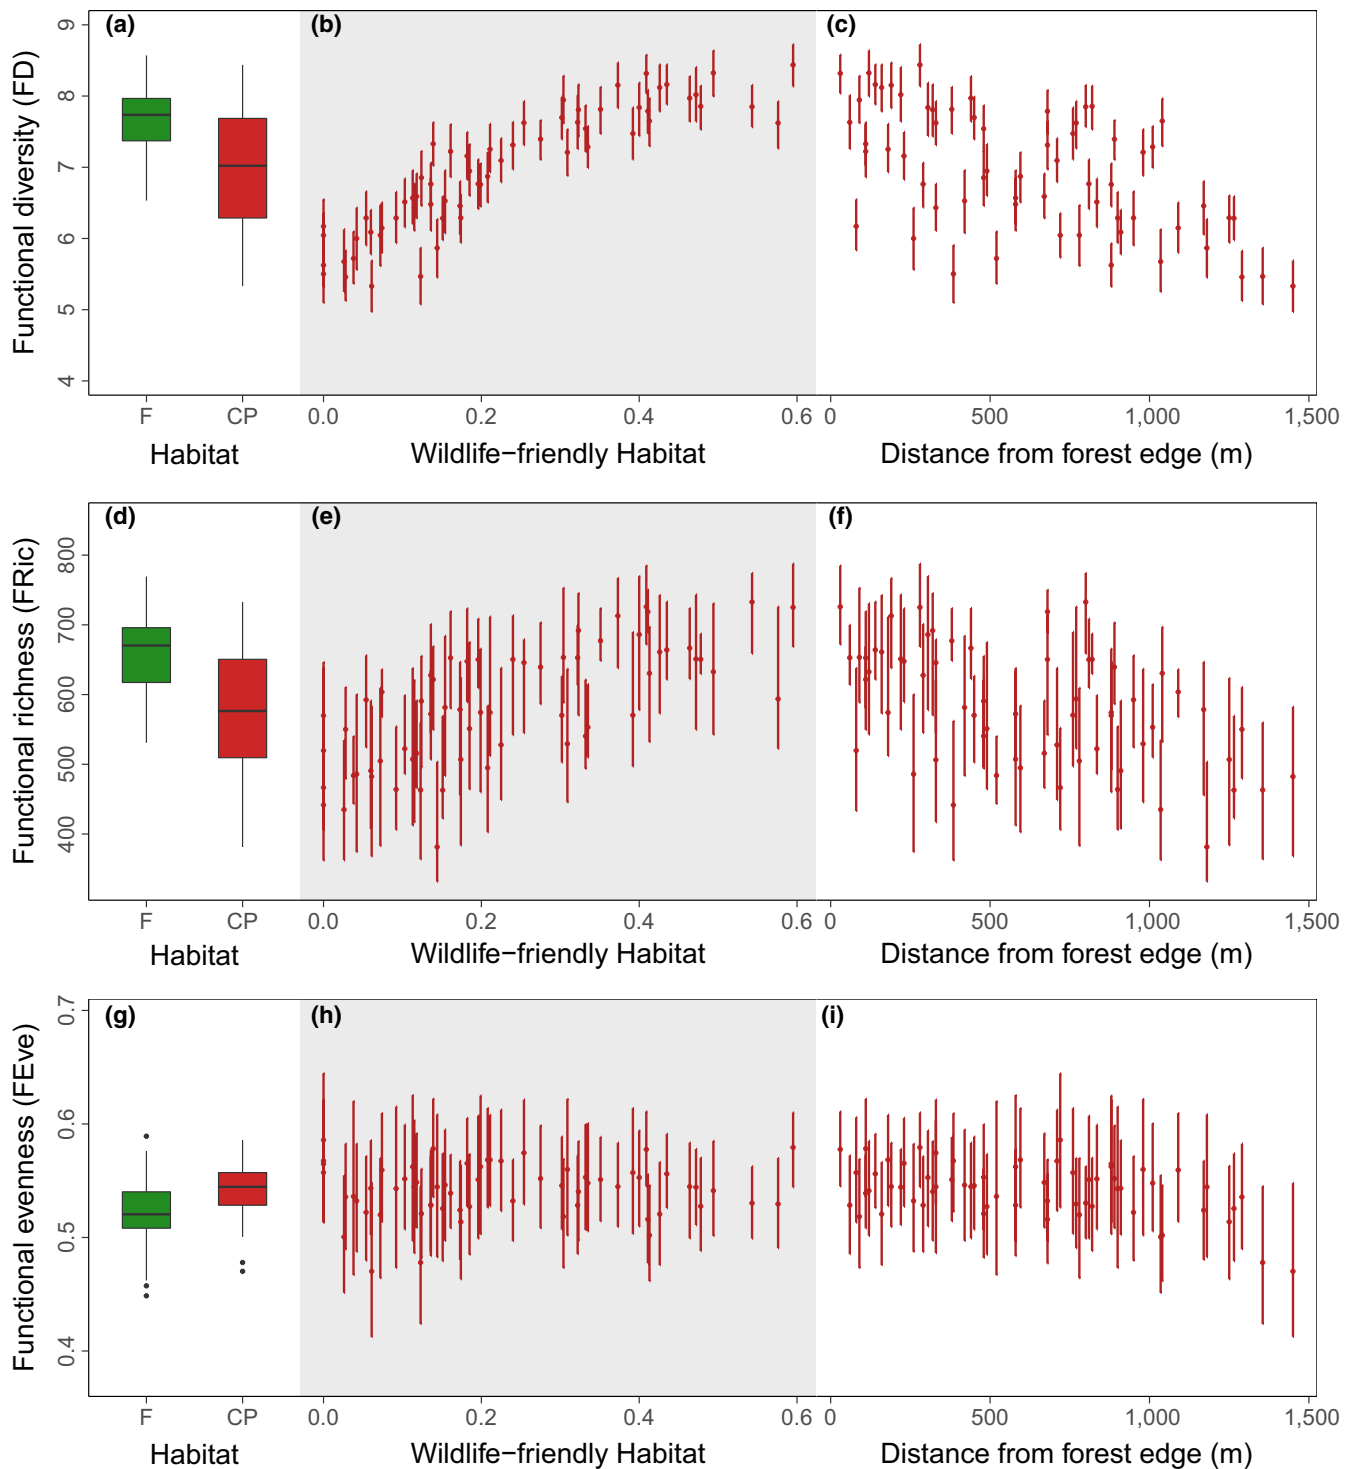 (a)
(b)
(c)
Functional diversity (FD)
9
8
7
6
5
4
F
CP
0.0
0.2
0.4
0.6
0
500
1,000
1,500
Habitat
Wildlife−friendly Habitat
Distance from forest edge (m)
(d)
(e)
(f)
Functional richness (FRic)
800
700
600
500
400
F
CP
0.0
0.2
0.4
0.6
0
500
1,000
1,500
Habitat
Wildlife−friendly Habitat
Distance from forest edge (m)
(g)
(h)
(i)
Functional evenness (FEve)
0.7
0.6
0.5
0.4
F
CP
0.0
0.2
0.4
0.6
0
500
1,000
1,500
Habitat
Wildlife−friendly Habitat
Distance from forest edge (m)